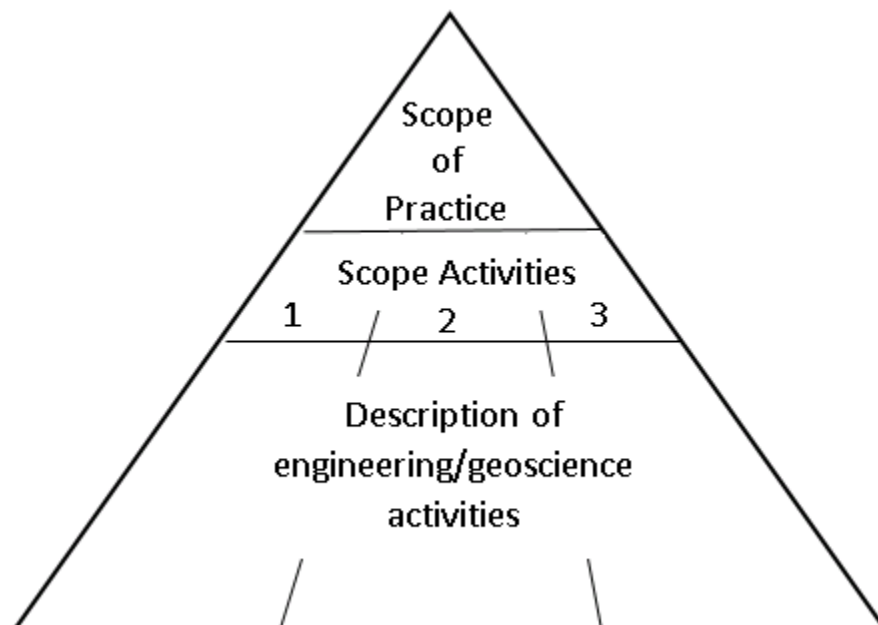 Scope
of
Practice
Scope Activities
1 2 3
Description of
engineering/geoscience
activities